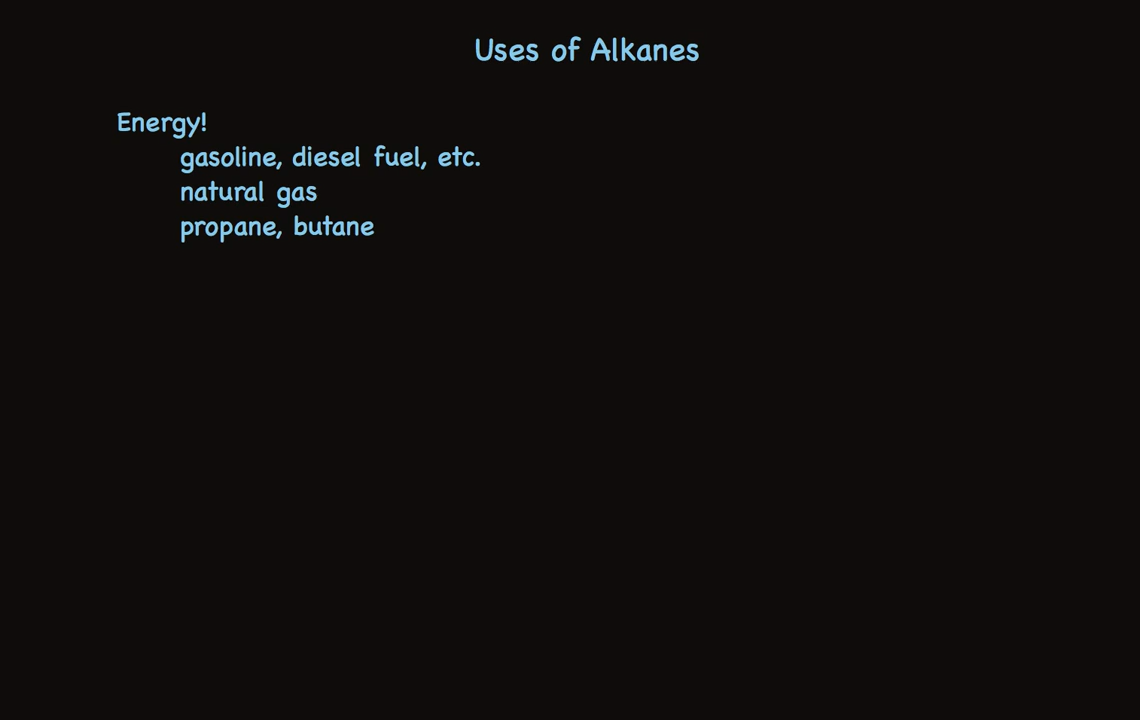 Uses of Alkanes
Energy!
gasoline, diesel fuel, etc.
natural gas
propane, butane